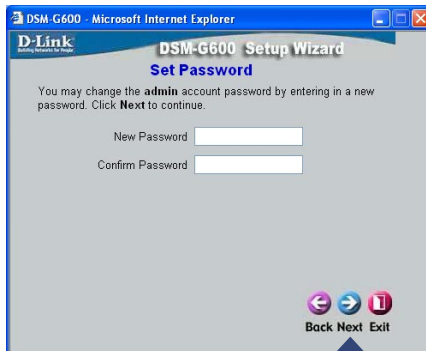 DSM-G600 - Microsoft Internet Explorer
D-Link
Building Networks for People
DSM-G600 Setup Wizard
Set Password
You may change the admin account password by entering in a new
password. Click Next to continue.
New Password
Confirm Password
Back Next Exit